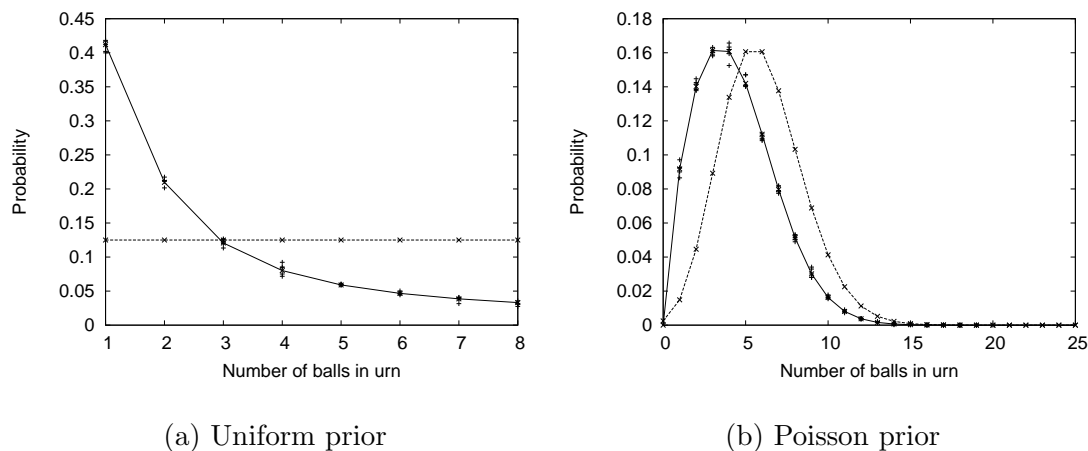 0.45
0.4
0.35
0.3
0.25
0.2
0.15
0.1
0.05
0
Probability
1 2 3 4 5 6 7 8
Number of balls in urn
(a) Uniform prior
0.18
0.16
0.14
0.12
0.1
0.08
0.06
0.04
0.02
0
Probability
0 5 10 15 20 25
Number of balls in urn
(b) Poisson prior